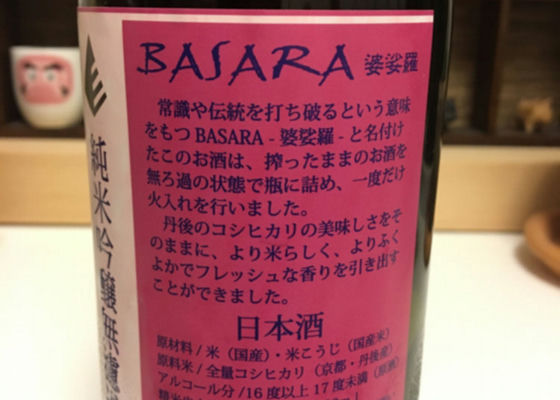 BASARA 婆娑羅
常識や伝統を打ち破るという意味
をもつ BASARA - 婆娑羅 - と名付け
たこのお酒は、搾ったままのお酒を
無ろ過の状態で瓶に詰め、一度だけ
火入れを行いました。
丹後のコシヒカリの美味しさをそ
のままに、より米らしく、よりふく
よかでフレッシュな香りを引き出す
ことができました。
日本酒
原材料 / 米（国産）・米こうじ（国産米）
原料米 / 全量コシヒカリ（京都・丹後産）
アルコール分 / 16 度以上 17 度未満（原酒）
純米吟醸無濾